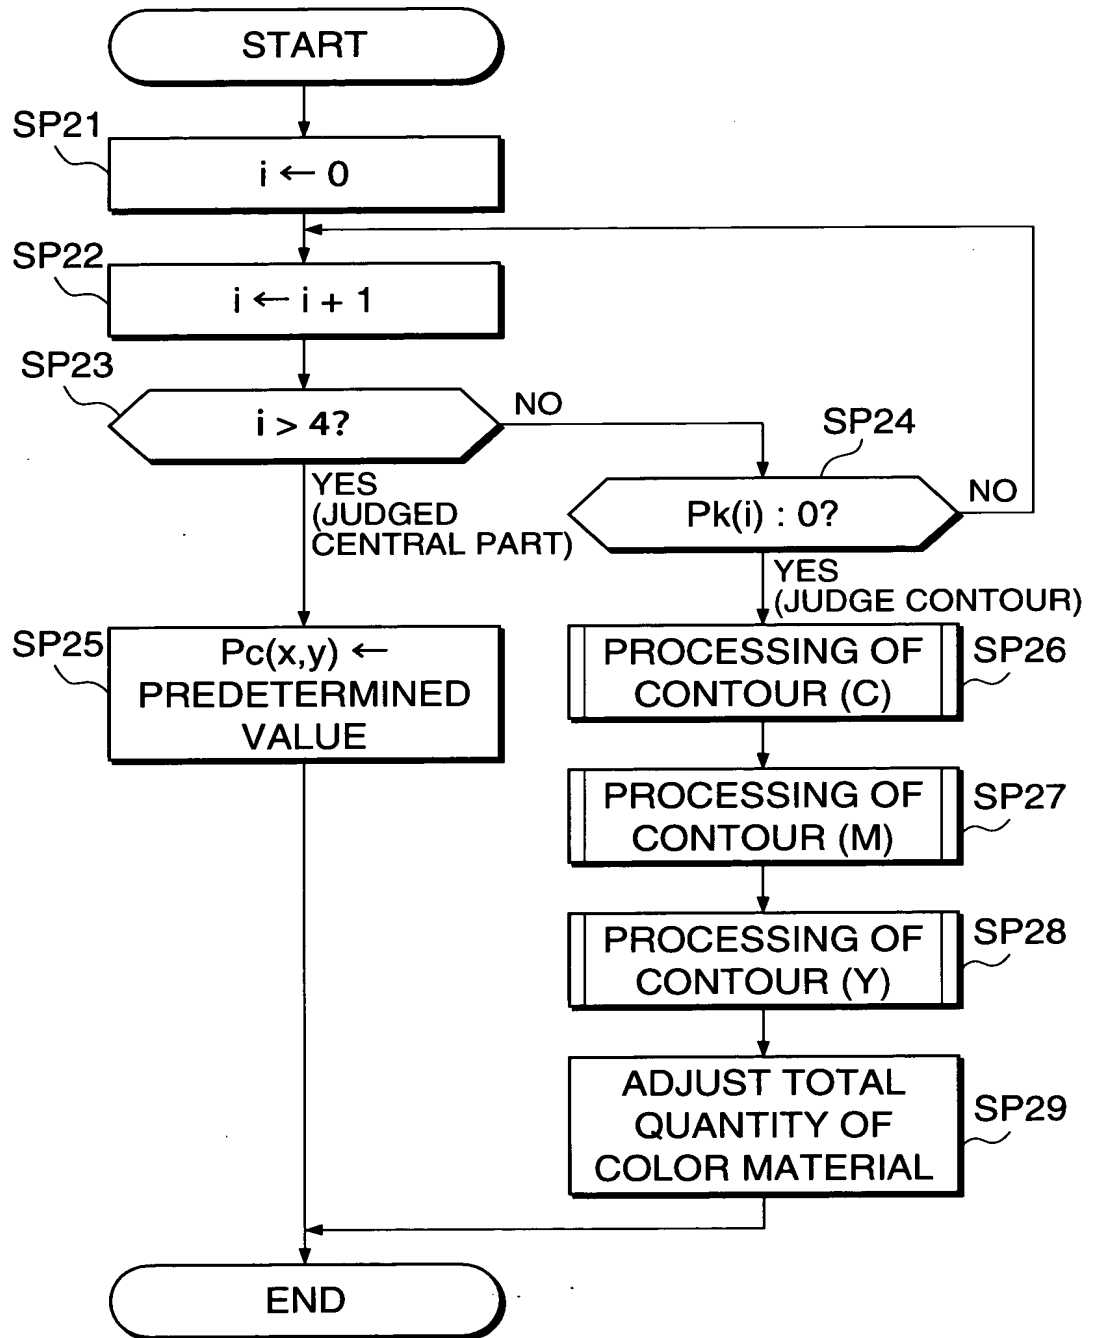 START
SP21
i ← 0
SP22
i ← i + 1
SP23
i > 4?
NO
YES
(JUDGED
CENTRAL PART)
SP24
Pk(i) : 0?
NO
YES
(JUDGE CONTOUR)
SP25
Pc(x,y) ←
PREDETERMINED
VALUE
PROCESSING OF
CONTOUR (C)
SP26
PROCESSING OF
CONTOUR (M)
SP27
PROCESSING OF
CONTOUR (Y)
SP28
ADJUST TOTAL
QUANTITY OF
COLOR MATERIAL
SP29
END